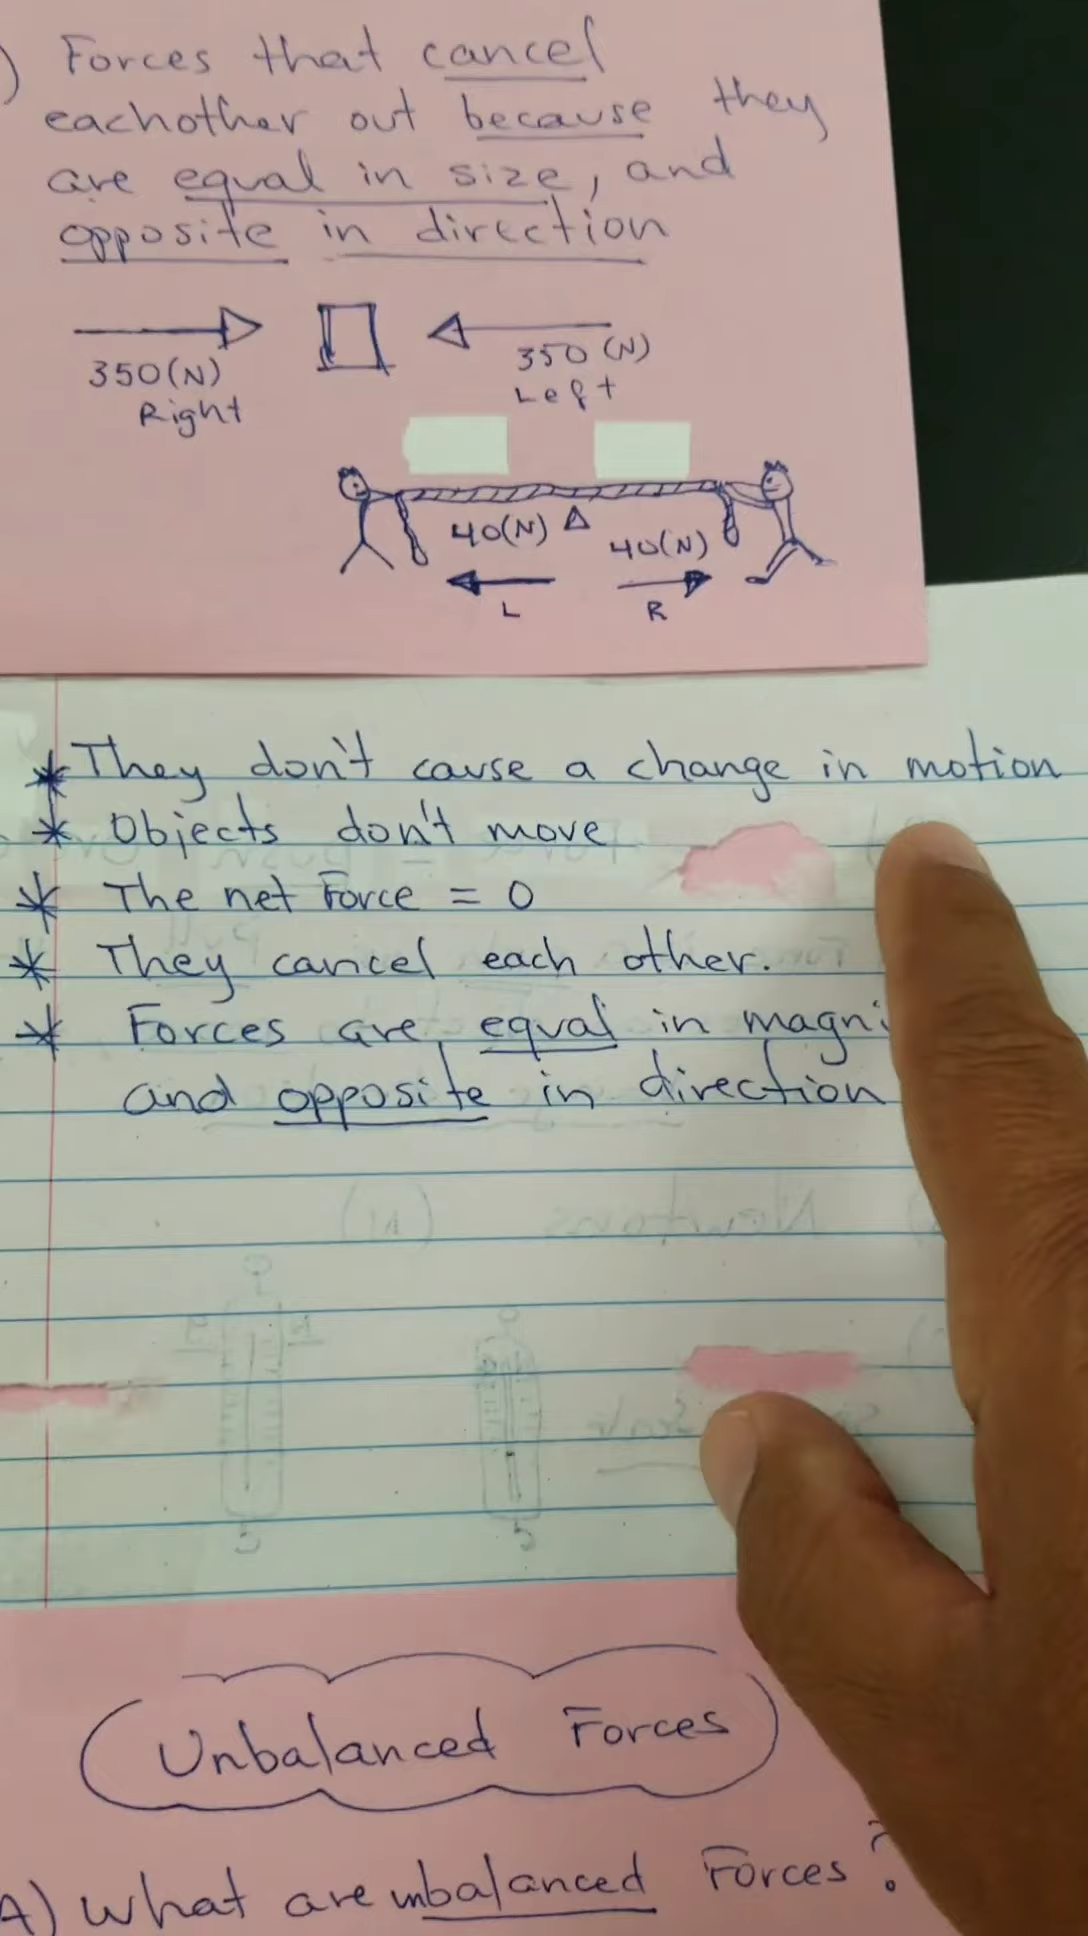 ) Forces that cancel
eachother out because they
are equal in size, and
opposite in direction
350(N)
Right
350 (N)
Left
40(N)
40(N)
L
R
* They don't cause a change in motion
* Objects don't move
* The net Force = 0
* They cancel each other.
* Forces are equal in magni
and opposite in direction
Newtons (N)
Unbalanced Forces
A) What are unbalanced Forces?